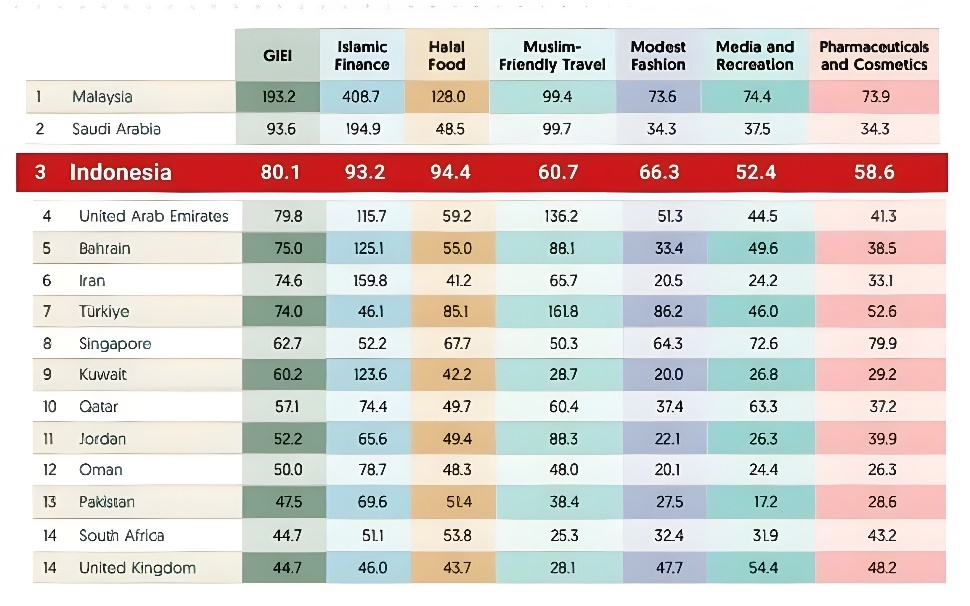 GIEI Islamic Finance Halal Food Muslim-Friendly Travel Modest Fashion Media and Recreation Pharmaceuticals and Cosmetics
1 Malaysia 193.2 408.7 128.0 99.4 73.6 74.4 73.9
2 Saudi Arabia 93.6 194.9 48.5 99.7 34.3 37.5 34.3
3 Indonesia 80.1 93.2 94.4 60.7 66.3 52.4 58.6
4 United Arab Emirates 79.8 115.7 59.2 136.2 51.3 44.5 41.3
5 Bahrain 75.0 125.1 55.0 88.1 33.4 49.6 38.5
6 Iran 74.6 159.8 41.2 65.7 20.5 24.2 33.1
7 Türkiye 74.0 46.1 85.1 161.8 86.2 46.0 52.6
8 Singapore 62.7 52.2 67.7 50.3 64.3 72.6 79.9
9 Kuwait 60.2 123.6 42.2 28.7 20.0 26.8 29.2
10 Qatar 57.1 74.4 49.7 60.4 37.4 63.3 37.2
11 Jordan 52.2 65.6 49.4 88.3 22.1 26.3 39.9
12 Oman 50.0 78.7 48.3 48.0 20.1 24.4 26.3
13 Pakistan 47.5 69.6 51.4 38.4 27.5 17.2 28.6
14 South Africa 44.7 51.1 53.8 25.3 32.4 31.9 43.2
14 United Kingdom 44.7 46.0 43.7 28.1 47.7 54.4 48.2